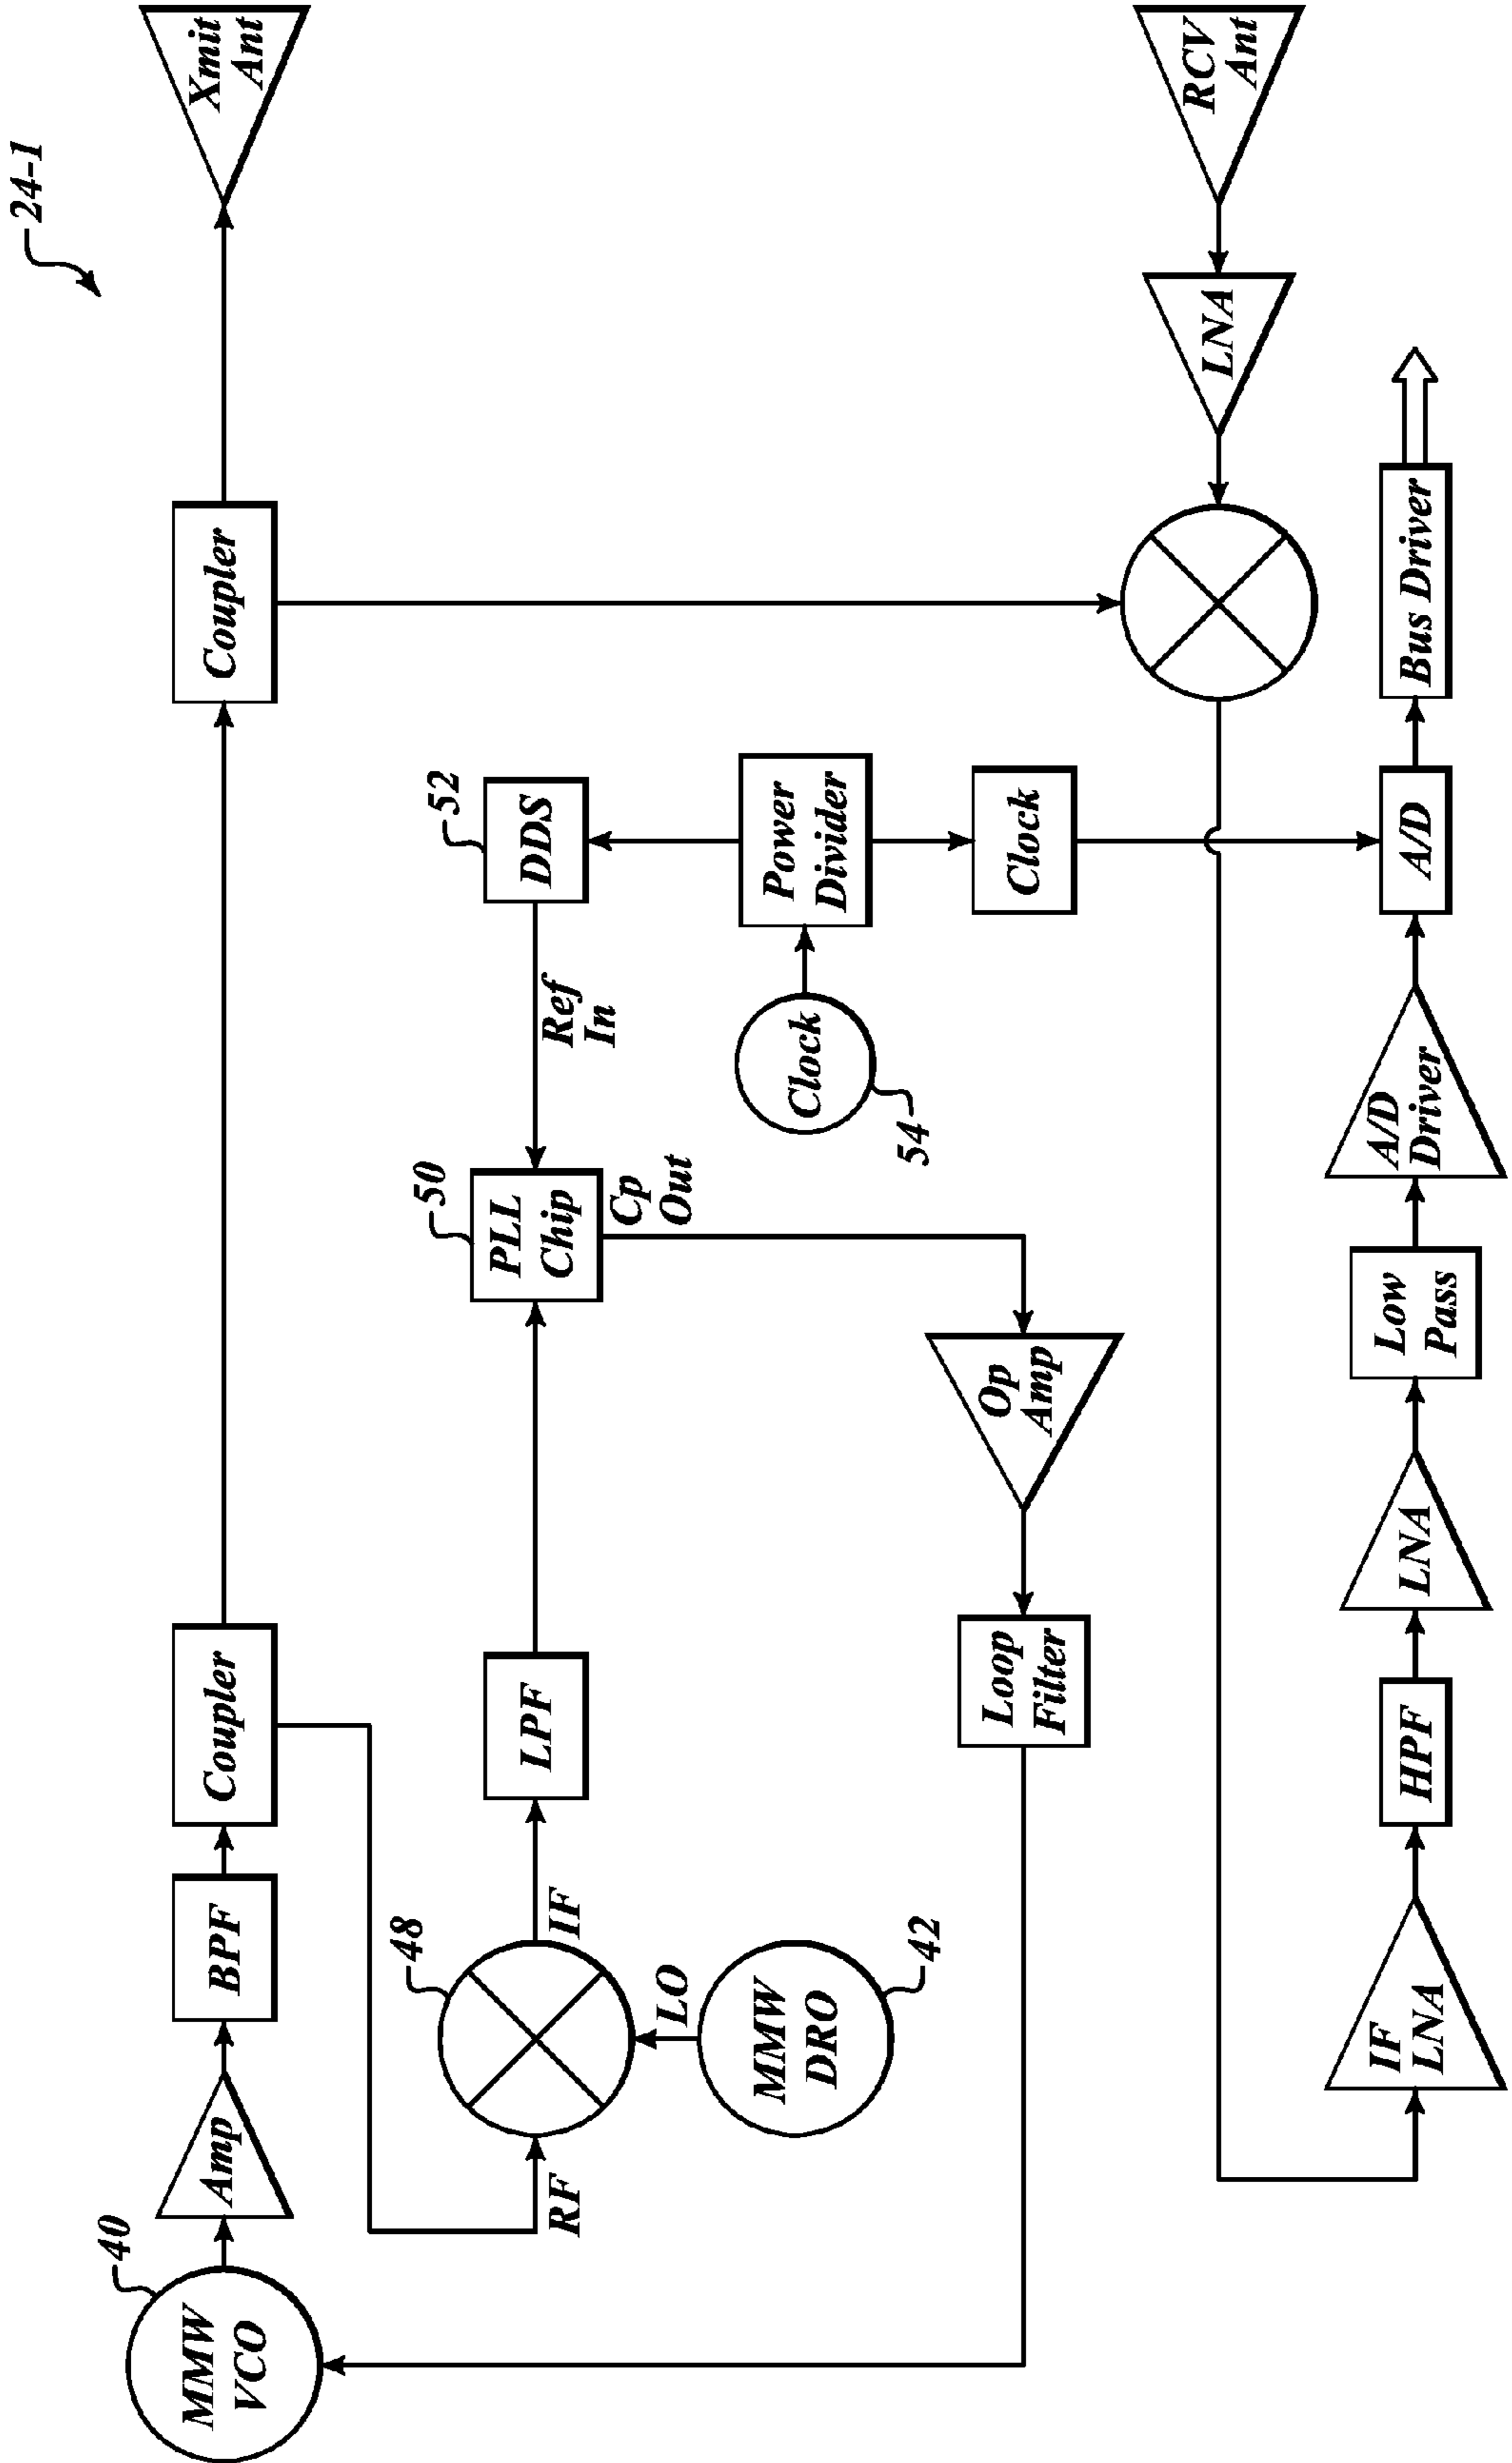 24-1
40
MMW
VCO
Amp
BPF
Coupler
Coupler
Xmit
Ant
RF
48
IF
LO
MMW
DRO
42
LPF
50
PLL
Chip
Cp
Out
Ref
In
52
DDS
Clock
54
Power
Divider
Clock
Op
Amp
Loop
Filter
RCV
Ant
LNA
IF
LNA
HPF
LNA
Low
Pass
A/D
Driver
A/D
Bus Driver